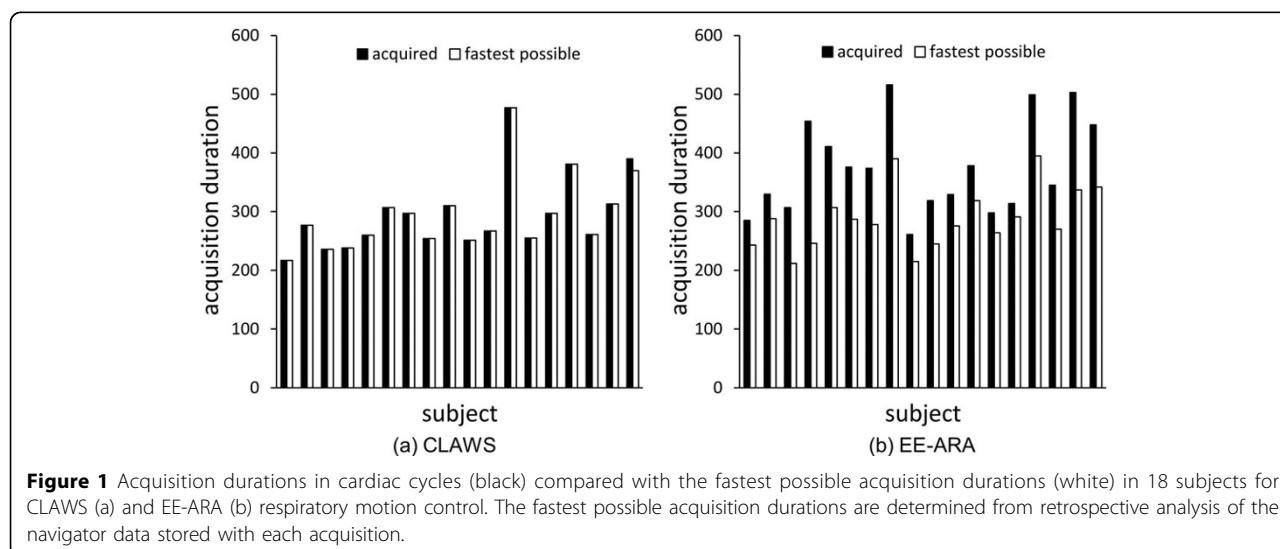 600
500
400
300
200
100
0
acquisition duration
acquired fastest possible
subject
(a) CLAWS
600
500
400
300
200
100
0
acquisition duration
acquired fastest possible
subject
(b) EE-ARA
Figure 1 Acquisition durations in cardiac cycles (black) compared with the fastest possible acquisition durations (white) in 18 subjects for
CLAWS (a) and EE-ARA (b) respiratory motion control. The fastest possible acquisition durations are determined from retrospective analysis of the
navigator data stored with each acquisition.